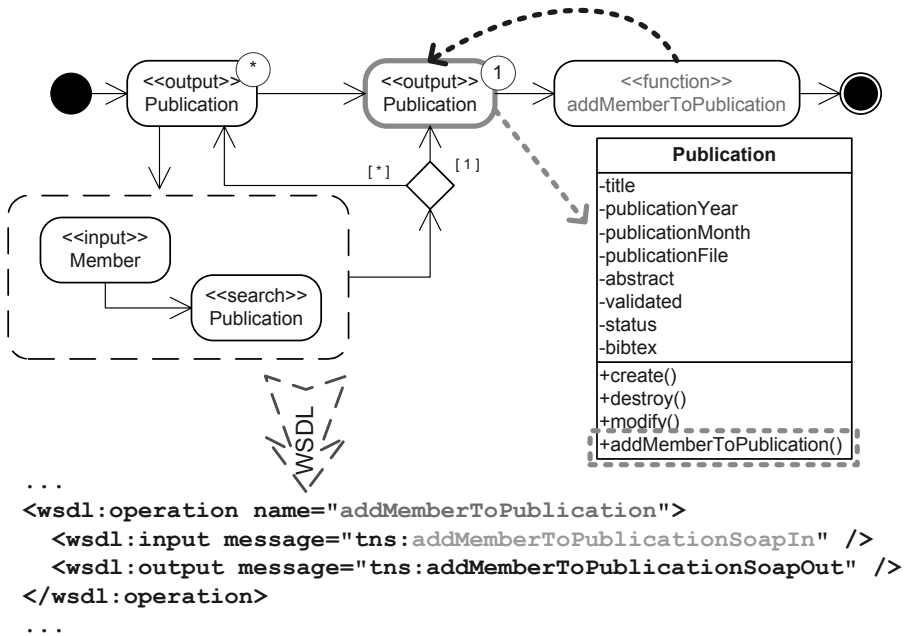 <<output>>
Publication
*
<<output>>
Publication
1
<<function>>
addMemberToPublication
[ * ]
[ 1 ]
<<input>>
Member
<<search>>
Publication
Publication
-title
-publicationYear
-publicationMonth
-publicationFile
-abstract
-validated
-status
-bibtex
+create()
+destroy()
+modify()
+addMemberToPublication()
WSDL
...
<wsdl:operation name="addMemberToPublication">
<wsdl:input message="tns:addMemberToPublicationSoapIn" />
<wsdl:output message="tns:addMemberToPublicationSoapOut" />
</wsdl:operation>
...